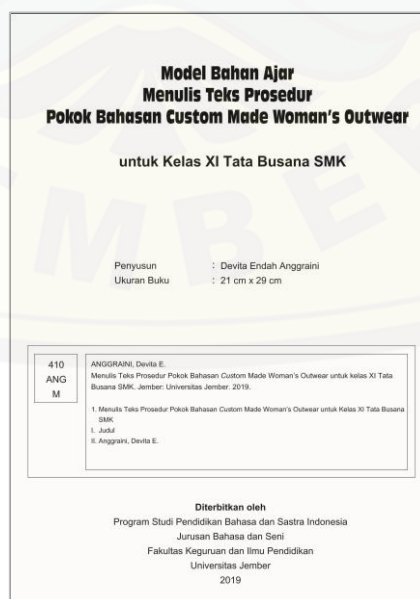 Model Bahan Ajar
Menulis Teks Prosedur
Pokok Bahasan Custom Made Woman's Outwear
untuk Kelas XI Tata Busana SMK
Penyusun : Devita Endah Anggraini
Ukuran Buku : 21 cm x 29 cm
410
ANG
M
ANGGRAINI, Devita E.
Menulis Teks Prosedur Pokok Bahasan Custom Made Woman's Outwear untuk kelas XI Tata
Busana SMK. Jember: Universitas Jember. 2019.
1. Menulis Teks Prosedur Pokok Bahasan Custom Made Woman's Outwear untuk Kelas XI Tata Busana
SMK
I. Judul
II. Anggraini, Devita E.
Diterbitkan oleh
Program Studi Pendidikan Bahasa dan Sastra Indonesia
Jurusan Bahasa dan Seni
Fakultas Keguruan dan Ilmu Pendidikan
Universitas Jember
2019